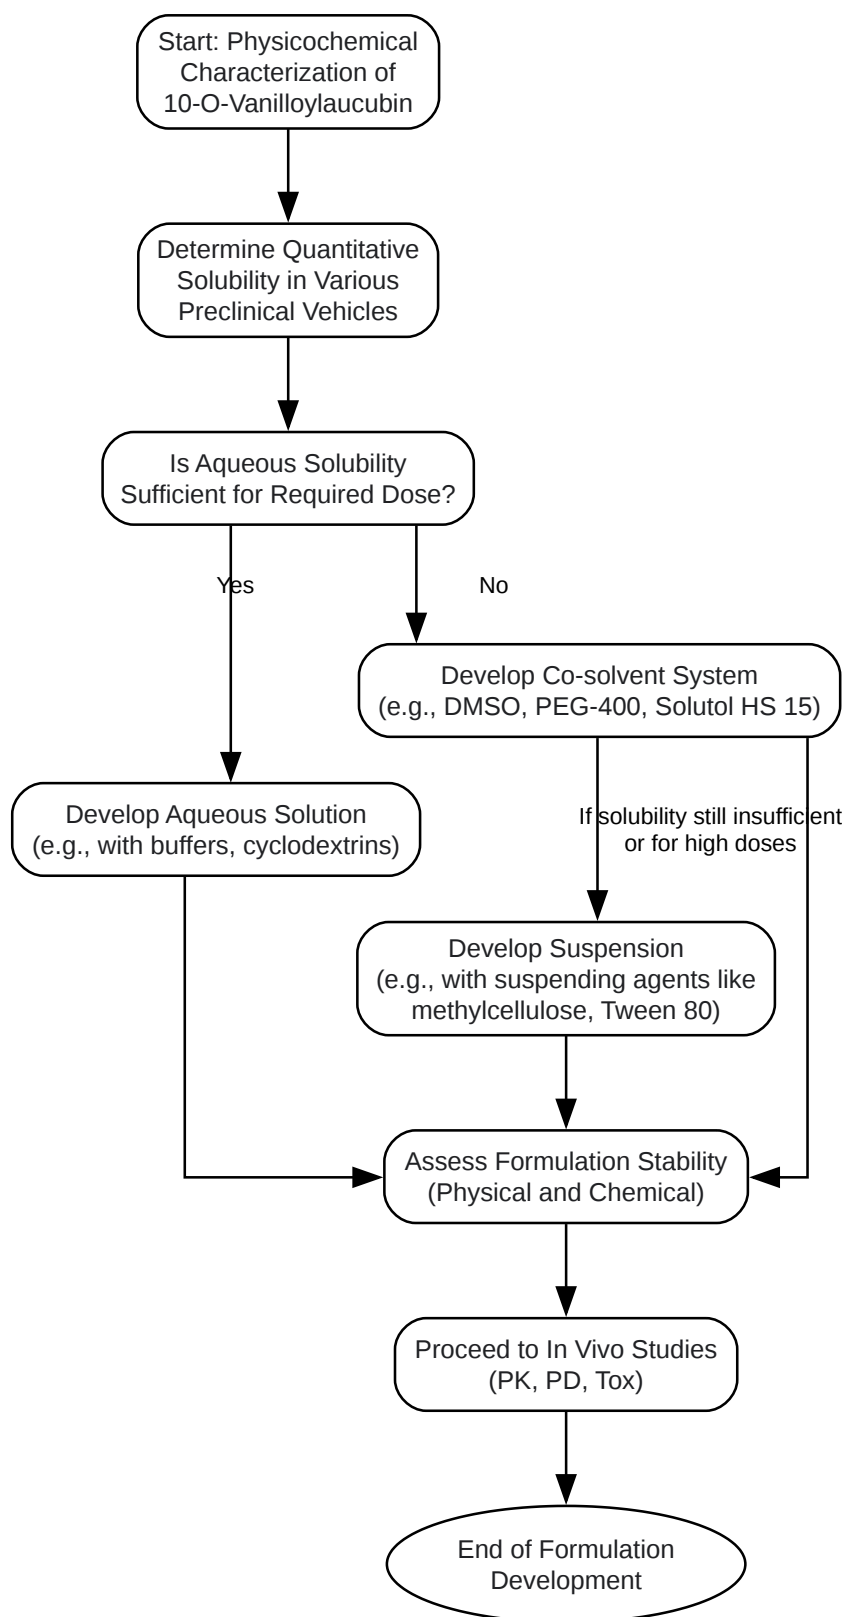 Start: Physicochemical
Characterization of
10-O-Vanilloylaucubin
Determine Quantitative
Solubility in Various
Preclinical Vehicles
Is Aqueous Solubility
Sufficient for Required Dose?
Yes
No
Develop Co-solvent System
(e.g., DMSO, PEG-400, Solutol HS 15)
Develop Aqueous Solution
(e.g., with buffers, cyclodextrins)
If solubility still insufficient
or for high doses
Develop Suspension
(e.g., with suspending agents like
methylcellulose, Tween 80)
Assess Formulation Stability
(Physical and Chemical)
Proceed to In Vivo Studies
(PK, PD, Tox)
End of Formulation
Development